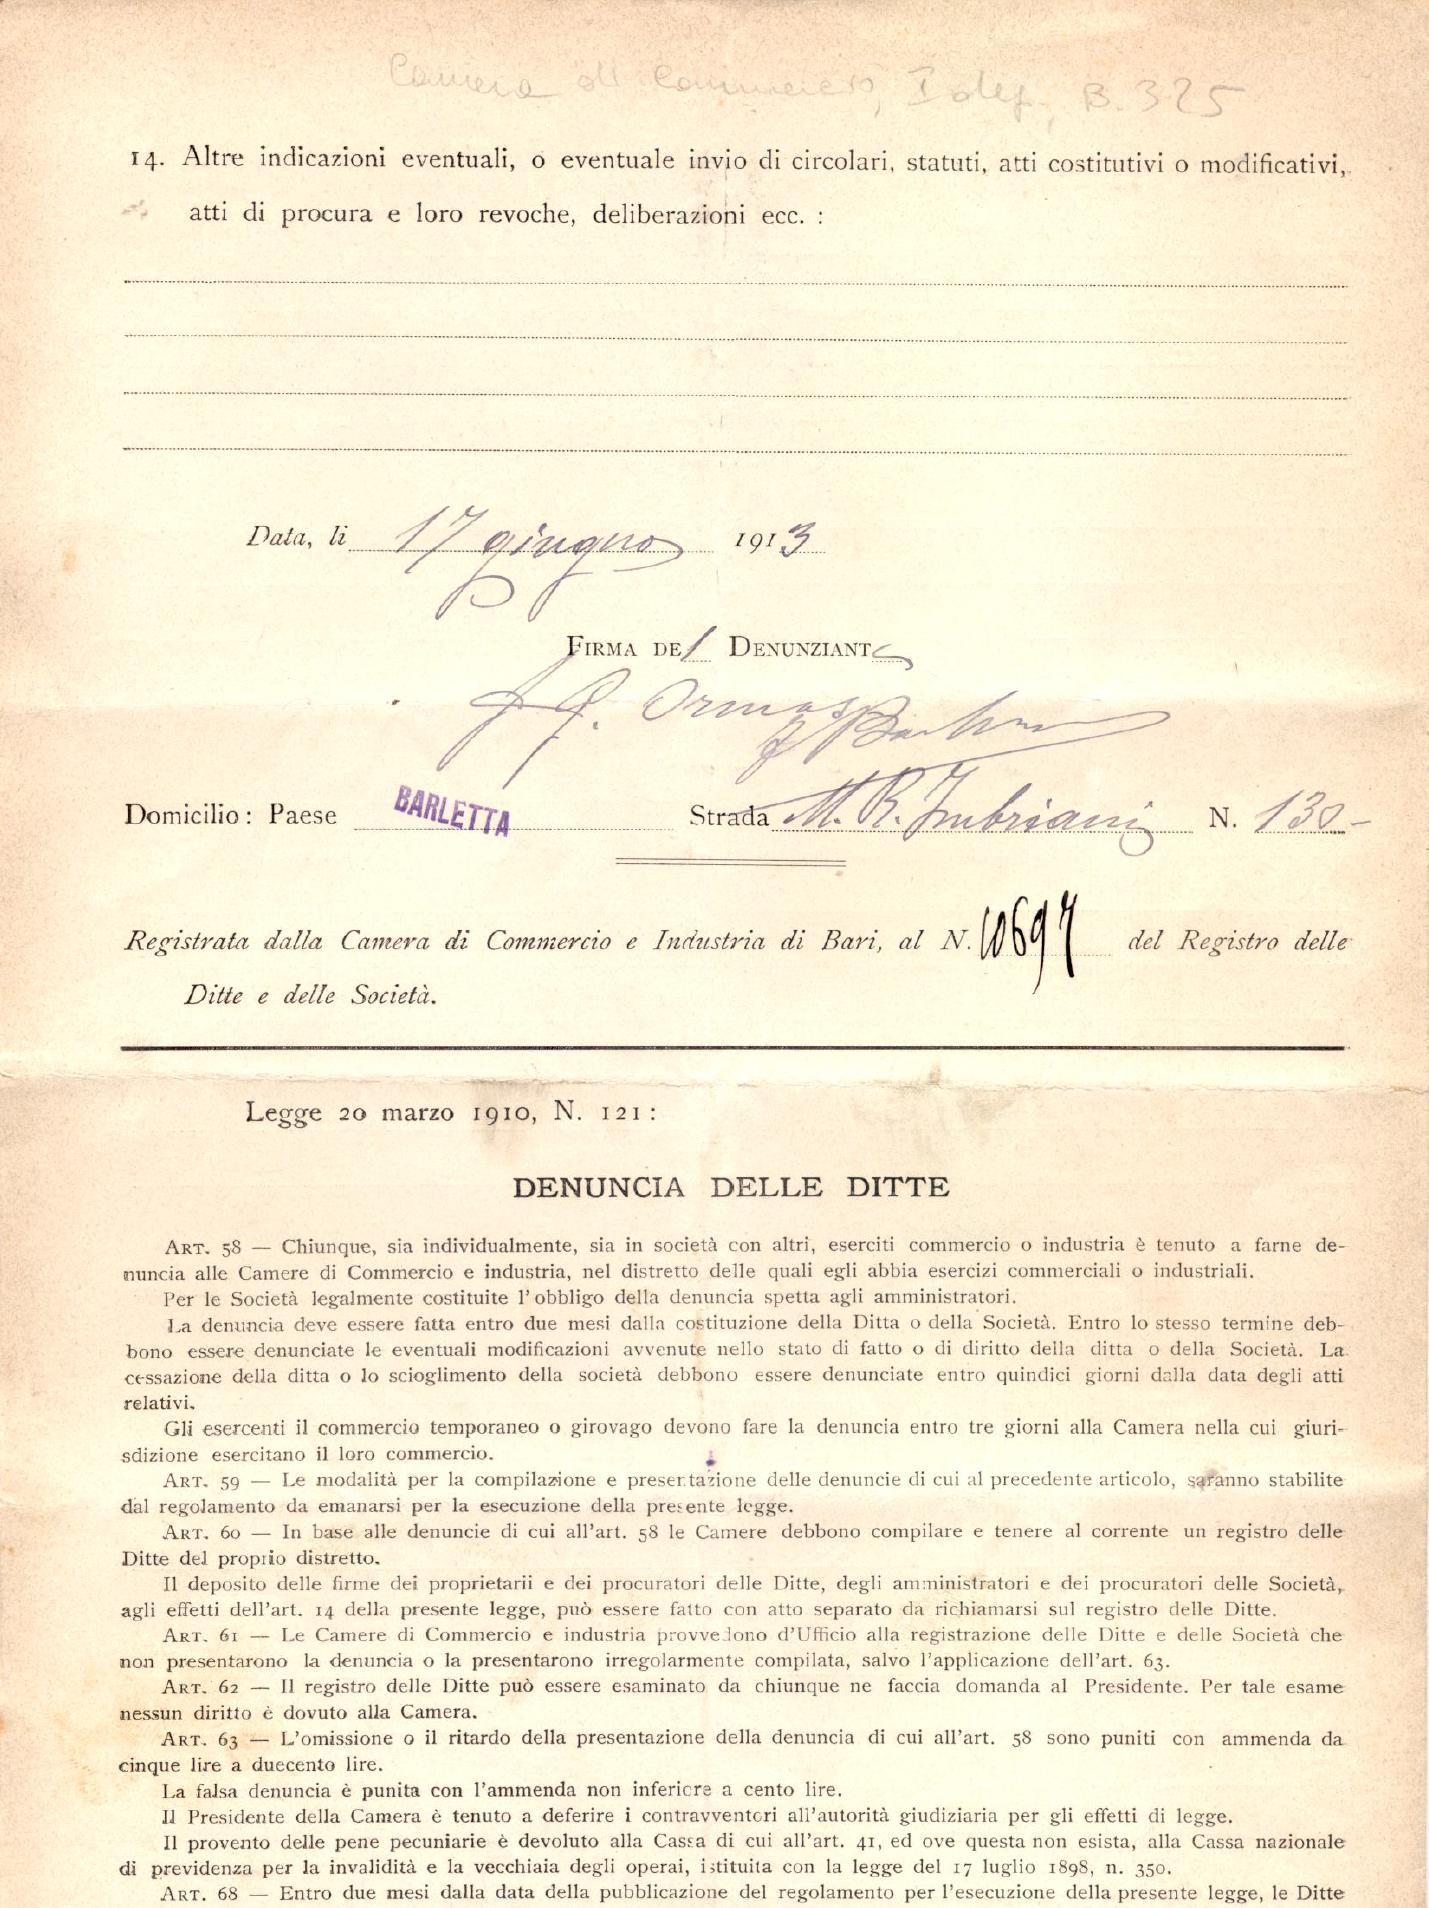 Camera di Commercio, I , B. 325
14. Altre indicazioni eventuali, o eventuale invio di circolari, statuti, atti costitutivi o modificativi,
atti di procura e loro revoche, deliberazioni ecc. :
Data, li 17 giugno 1913
FIRMA del DENUNZIANTe
Domicilio: Paese BARLETTA Strada M. R. Imbriani N. 130-
Registrata dalla Camera di Commercio e Industria di Bari, al N. 10697 del Registro delle
Ditte e delle Società.
Legge 20 marzo 1910, N. 121:
DENUNCIA DELLE DITTE
ART. 58 — Chiunque, sia individualmente, sia in società con altri, eserciti commercio o industria è tenuto a farne de-
nuncia alle Camere di Commercio e industria, nel distretto delle quali egli abbia esercizi commerciali o industriali.
Per le Società legalmente costituite l'obbligo della denuncia spetta agli amministratori.
La denuncia deve essere fatta entro due mesi dalla costituzione della Ditta o della Società. Entro lo stesso termine deb-
bono essere denunciate le eventuali modificazioni avvenute nello stato di fatto o di diritto della ditta o della Società. La
cessazione della ditta o lo scioglimento della società debbono essere denunciate entro quindici giorni dalla data degli atti
relativi.
Gli esercenti il commercio temporaneo o girovago devono fare la denuncia entro tre giorni alla Camera nella cui giuri-
sdizione esercitano il loro commercio.
ART. 59 — Le modalità per la compilazione e presentazione delle denuncie di cui al precedente articolo, saranno stabilite
dal regolamento da emanarsi per la esecuzione della presente legge.
ART. 60 — In base alle denuncie di cui all'art. 58 le Camere debbono compilare e tenere al corrente un registro delle
Ditte del proprio distretto.
Il deposito delle firme dei proprietarii e dei procuratori delle Ditte, degli amministratori e dei procuratori delle Società,
agli effetti dell'art. 14 della presente legge, può essere fatto con atto separato da richiamarsi sul registro delle Ditte.
ART. 61 — Le Camere di Commercio e industria provvedono d'Ufficio alla registrazione delle Ditte e delle Società che
non presentarono la denuncia o la presentarono irregolarmente compilata, salvo l'applicazione dell'art. 63.
ART. 62 — Il registro delle Ditte può essere esaminato da chiunque ne faccia domanda al Presidente. Per tale esame
nessun diritto è dovuto alla Camera.
ART. 63 — L'omissione o il ritardo della presentazione della denuncia di cui all'art. 58 sono puniti con ammenda da
cinque lire a duecento lire.
La falsa denuncia è punita con l'ammenda non inferiore a cento lire.
Il Presidente della Camera è tenuto a deferire i contravventori all'autorità giudiziaria per gli effetti di legge.
Il provento delle pene pecuniarie è devoluto alla Cassa di cui all'art. 41, ed ove questa non esista, alla Cassa nazionale
di previdenza per la invalidità e la vecchiaia degli operai, istituita con la legge del 17 luglio 1898, n. 350.
ART. 68 — Entro due mesi dalla data della pubblicazione del regolamento per l'esecuzione della presente legge, le Ditte